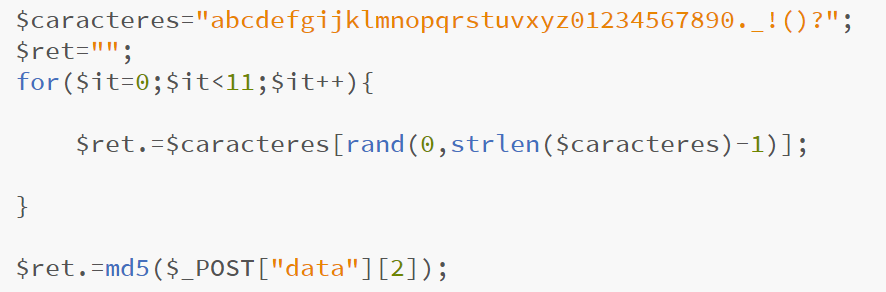 $caracteres="abcdefgijklmnopqrstuvxyz01234567890._!()?";
$ret="";
for($it=0;$it<11;$it++){
$ret.=$caracteres[rand(0,strlen($caracteres)-1)];
}
$ret.=md5($_POST["data"][2]);